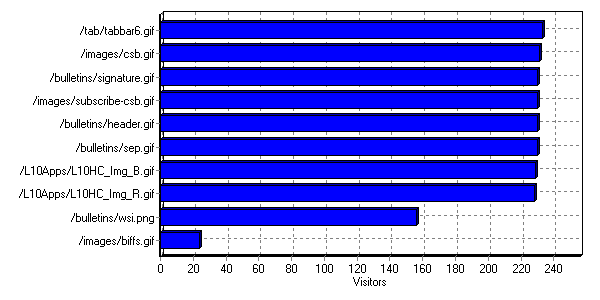 /tab/tabbar6.gif
/images/csb.gif
/bulletins/signature.gif
/images/subscribe-csb.gif
/bulletins/header.gif
/bulletins/sep.gif
/L10Apps/L10HC_Img_B.gif
/L10Apps/L10HC_Img_R.gif
/bulletins/wsi.png
/images/biffs.gif
0 20 40 60 80 100 120 140 160 180 200 220 240
Visitors